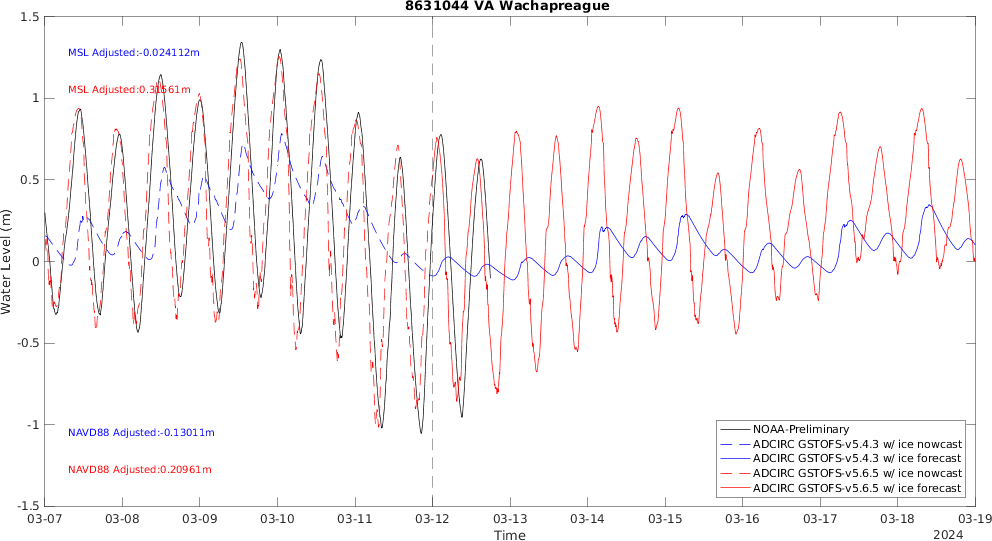 8631044 VA Wachapreague
1.5
MSL Adjusted:-0.024112m
MSL Adjusted:0.31561m
1
0.5
Water Level (m)
0
-0.5
-1
NAVD88 Adjusted:-0.13011m
NAVD88 Adjusted:0.20961m
-1.5
NOAA-Preliminary
ADCIRC GSTOFS-v5.4.3 w/ ice nowcast
ADCIRC GSTOFS-v5.4.3 w/ ice forecast
ADCIRC GSTOFS-v5.6.5 w/ ice nowcast
ADCIRC GSTOFS-v5.6.5 w/ ice forecast
03-07 03-08 03-09 03-10 03-11 03-12 03-13 03-14 03-15 03-16 03-17 03-18 03-19
Time
2024